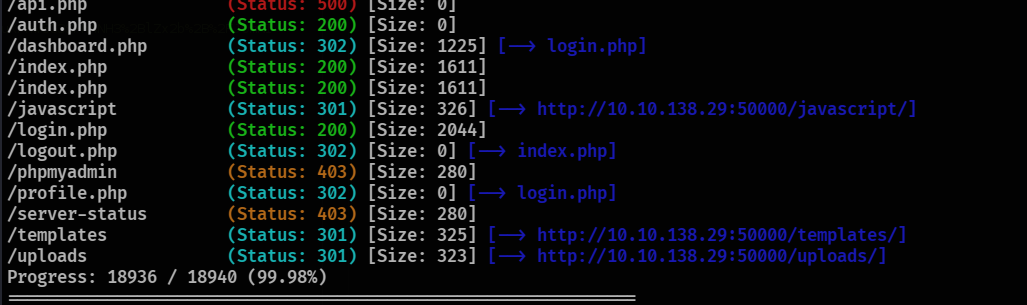 /api.php (Status: 500) [Size: 0]
/auth.php (Status: 200) [Size: 0]
/dashboard.php (Status: 302) [Size: 1225] [--> login.php]
/index.php (Status: 200) [Size: 1611]
/index.php (Status: 200) [Size: 1611]
/javascript (Status: 301) [Size: 326] [--> http://10.10.138.29:50000/javascript/]
/login.php (Status: 200) [Size: 2044]
/logout.php (Status: 302) [Size: 0] [--> index.php]
/phpmyadmin (Status: 403) [Size: 280]
/profile.php (Status: 302) [Size: 0] [--> login.php]
/server-status (Status: 403) [Size: 280]
/templates (Status: 301) [Size: 325] [--> http://10.10.138.29:50000/templates/]
/uploads (Status: 301) [Size: 323] [--> http://10.10.138.29:50000/uploads/]
Progress: 18936 / 18940 (99.98%)
===============================================================